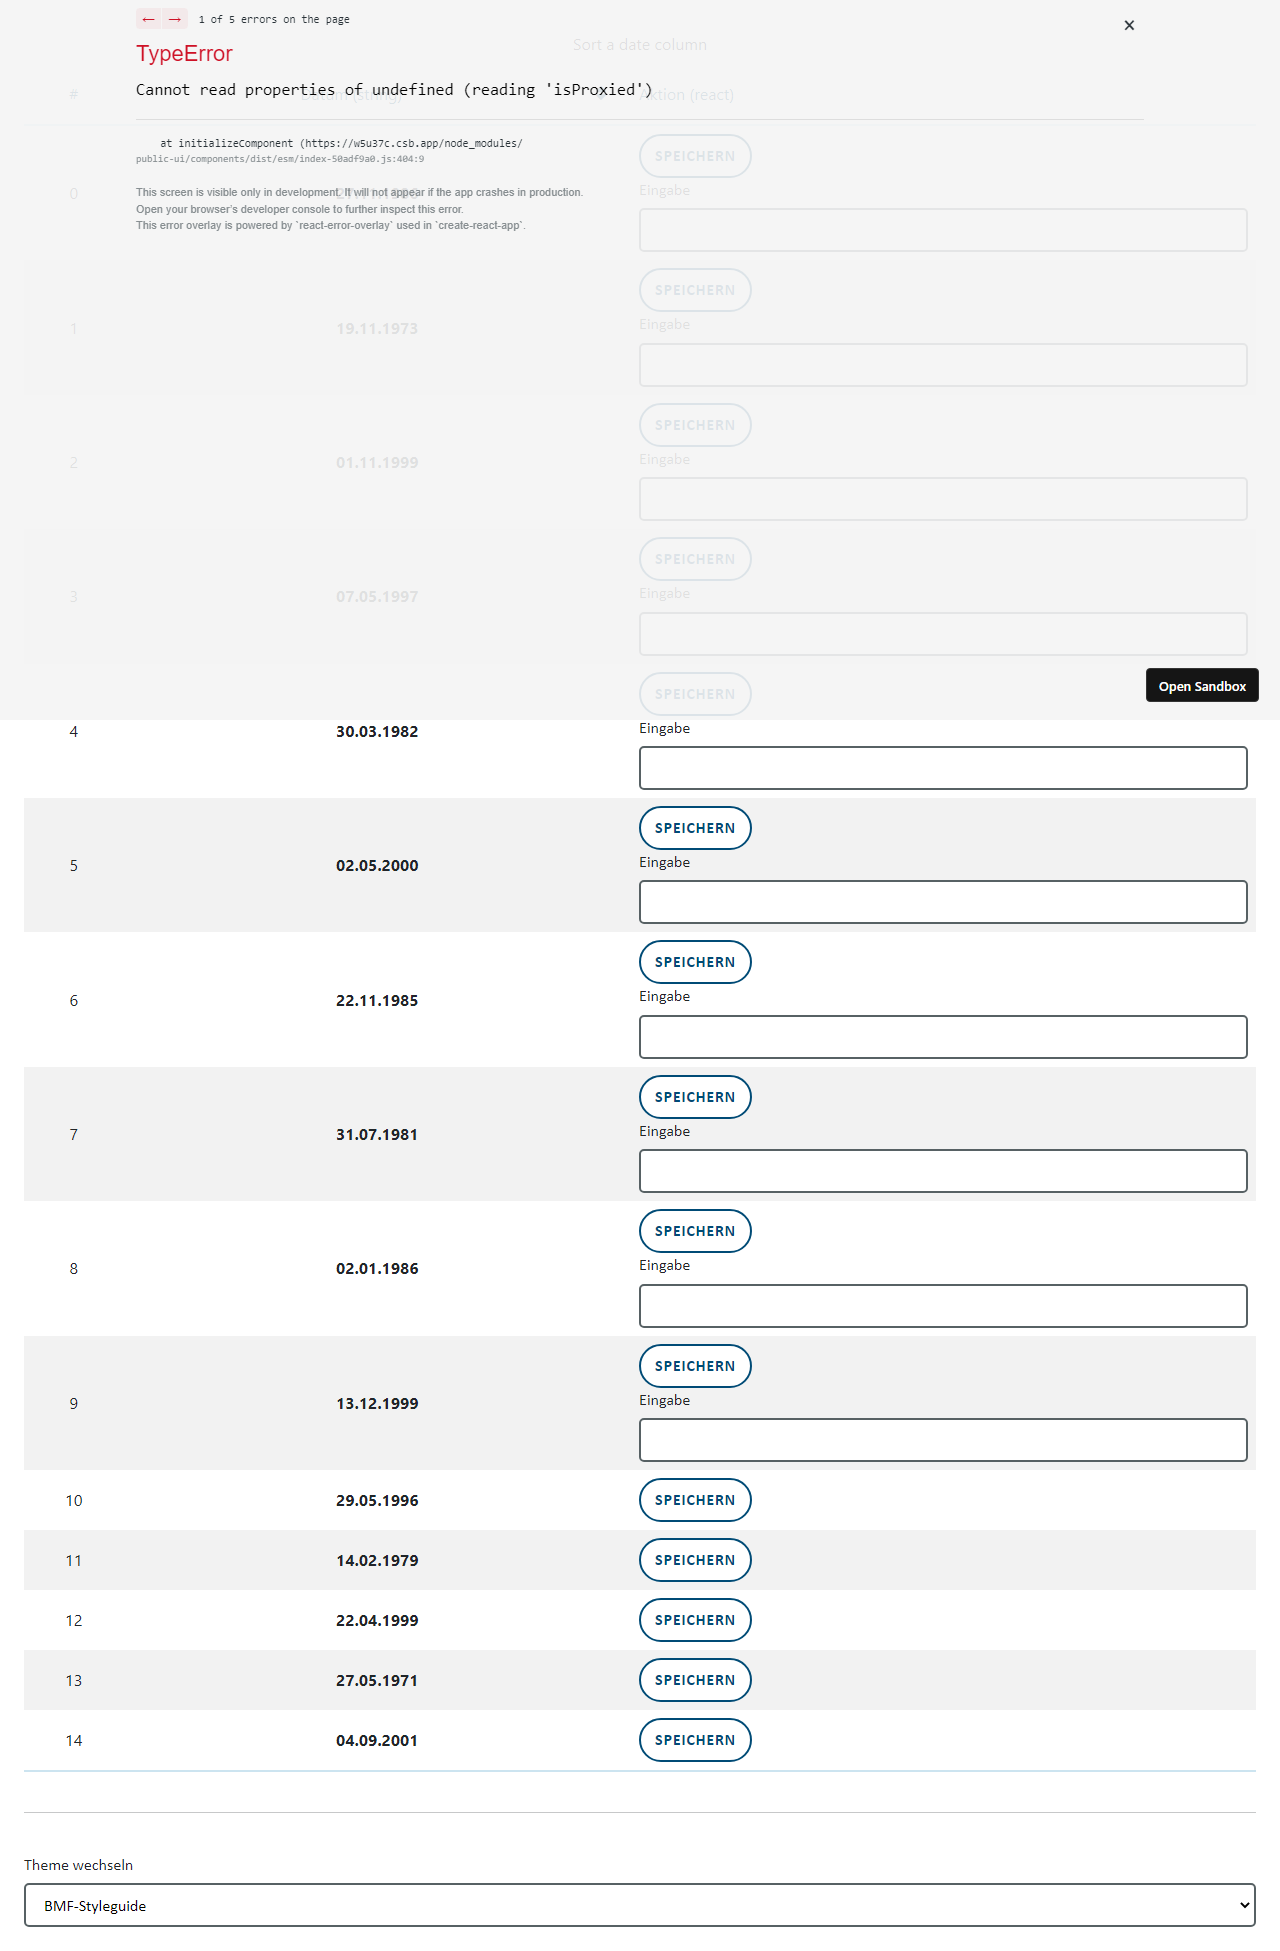 ← → 1 of 5 errors on the page ×
Sort a date column
TypeError
Cannot read properties of undefined (reading 'isProxied')
# Datum (string) Aktion (react)
at initializeComponent (https://w5u37c.csb.app/node_modules/
public-ui/components/dist/esm/index-50adf9a0.js:404:9
This screen is visible only in development. It will not appear if the app crashes in production.
Open your browser's developer console to further inspect this error.
This error overlay is powered by `react-error-overlay` used in `create-react-app`.
0
SPEICHERN
Eingabe
1 19.11.1973
SPEICHERN
Eingabe
2 01.11.1999
SPEICHERN
Eingabe
3 07.05.1997
SPEICHERN
Eingabe
Open Sandbox
4 30.03.1982
SPEICHERN
Eingabe
5 02.05.2000
SPEICHERN
Eingabe
6 22.11.1985
SPEICHERN
Eingabe
7 31.07.1981
SPEICHERN
Eingabe
8 02.01.1986
SPEICHERN
Eingabe
9 13.12.1999
SPEICHERN
Eingabe
10 29.05.1996 SPEICHERN
11 14.02.1979 SPEICHERN
12 22.04.1999 SPEICHERN
13 27.05.1971 SPEICHERN
14 04.09.2001 SPEICHERN
Theme wechseln
BMF-Styleguide